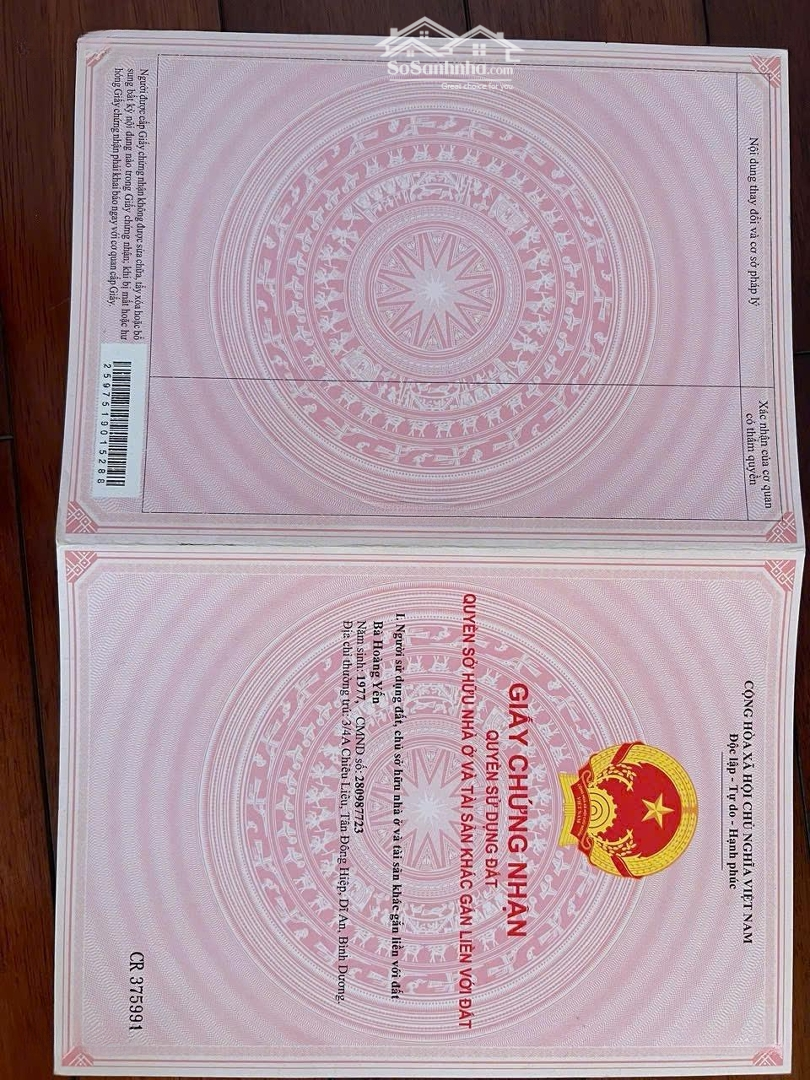 SoSanhnha.com
Great choice for you
Nội dung thay đổi và cơ sở pháp lý
Xác nhận của cơ quan
có thẩm quyền
Người được cấp Giấy chứng nhận không được sửa chữa, tẩy xóa hoặc bổ
sung bất kỳ nội dung nào trong Giấy chứng nhận; khi bị mất hoặc hư
hỏng Giấy chứng nhận phải khai báo ngay với cơ quan cấp Giấy.
2597519015288
CỘNG HÒA XÃ HỘI CHỦ NGHĨA VIỆT NAM
Độc lập - Tự do - Hạnh phúc
GIẤY CHỨNG NHẬN
QUYỀN SỬ DỤNG ĐẤT
QUYỀN SỞ HỮU NHÀ Ở VÀ TÀI SẢN KHÁC GẮN LIỀN VỚI ĐẤT
I. Người sử dụng đất, chủ sở hữu nhà ở và tài sản khác gắn liền với đất
Bà Hoàng Yến
Năm sinh: 1977, CMND số: 280987723
Địa chỉ thường trú: 3/4A Chiêu Liêu, Tân Đông Hiệp, Dĩ An, Bình Dương.
CR 375991